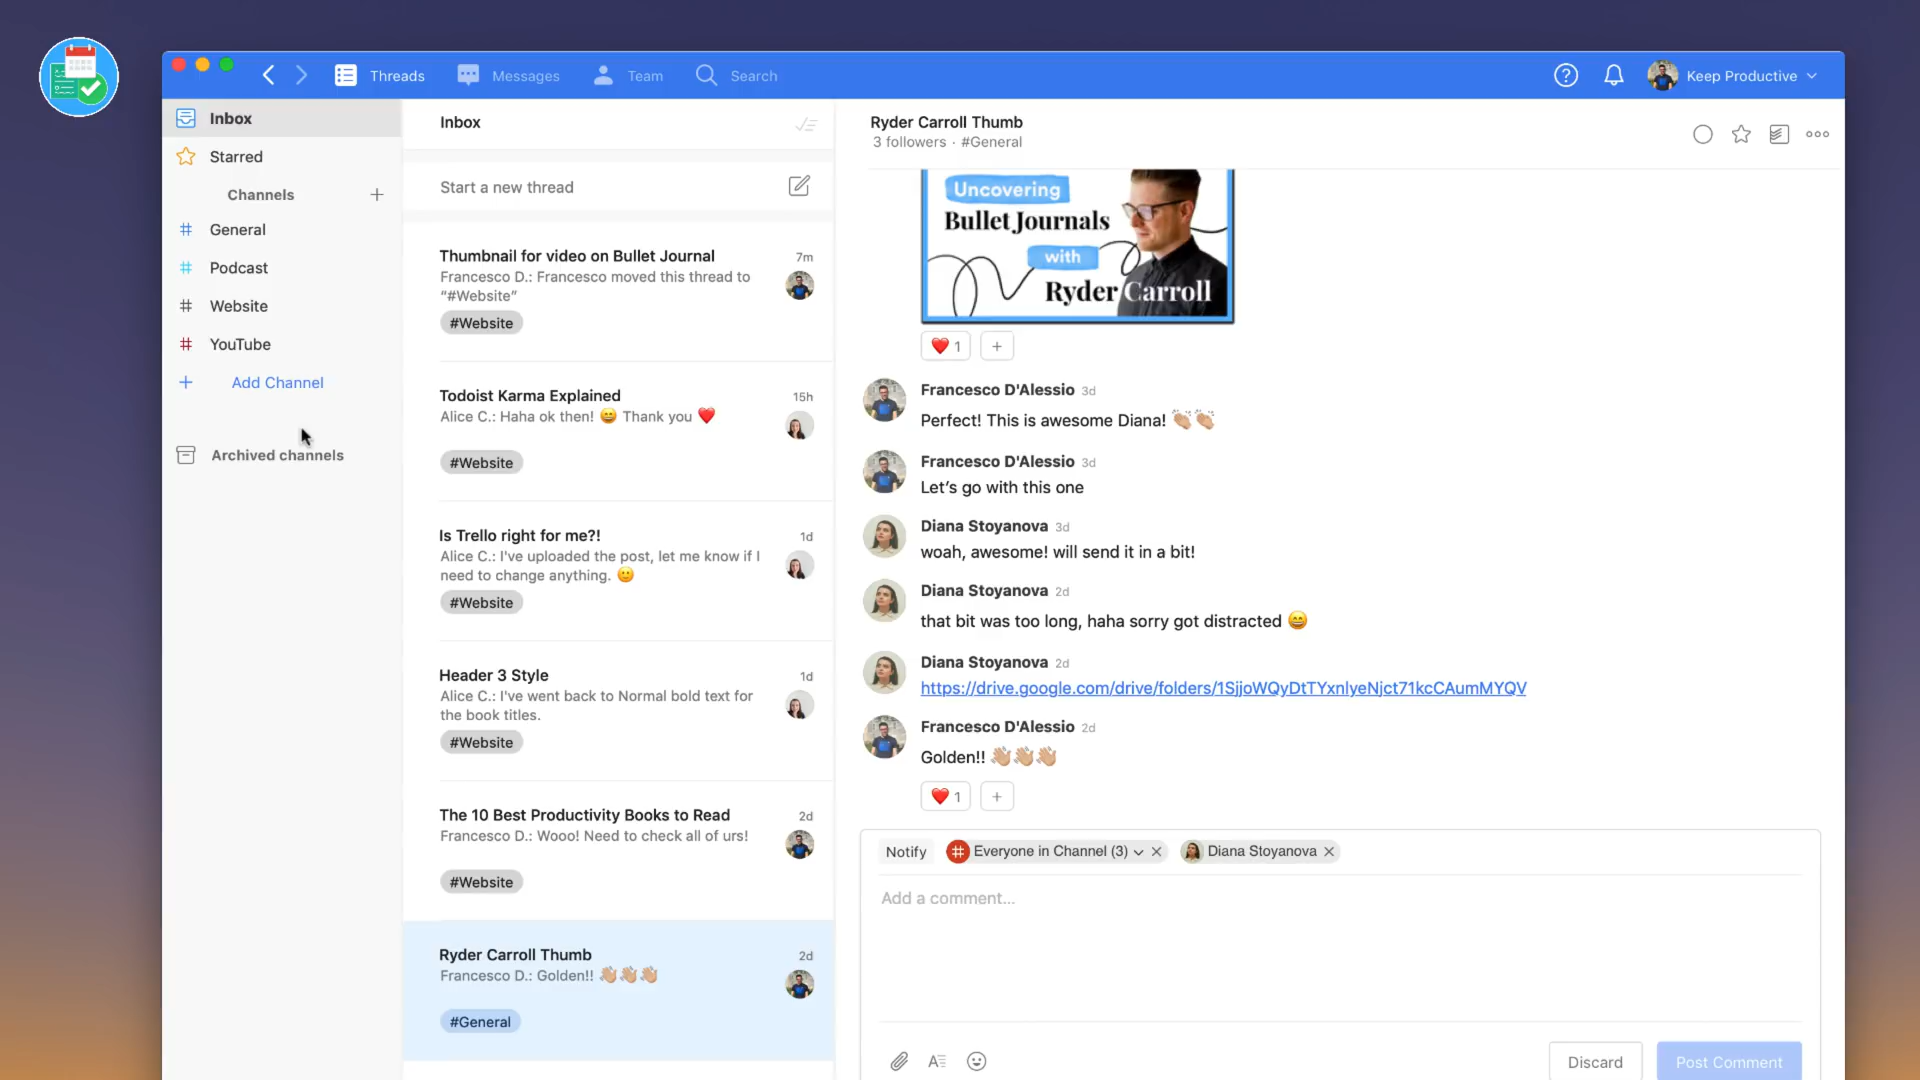 Threads
Messages
Team
Search
Keep Productive
Inbox
Starred
Channels
General
Podcast
Website
YouTube
Add Channel
Archived channels
Inbox
Start a new thread
Thumbnail for video on Bullet Journal
7m
Francesco D.: Francesco moved this thread to
“#Website”
#Website
Todoist Karma Explained
15h
Alice C.: Haha ok then! 😄 Thank you ❤️
#Website
Is Trello right for me?!
1d
Alice C.: I've uploaded the post, let me know if I
need to change anything. 🙂
#Website
Header 3 Style
1d
Alice C.: I've went back to Normal bold text for
the book titles.
#Website
The 10 Best Productivity Books to Read
2d
Francesco D.: Wooo! Need to check all of urs!
#Website
Ryder Carroll Thumb
2d
Francesco D.: Golden!! 👋🏼👋🏼👋🏼
#General
Ryder Carroll Thumb
3 followers · #General
Uncovering
Bullet Journals
with
Ryder Carroll
❤️ 1
Francesco D'Alessio 3d
Perfect! This is awesome Diana! 👏🏼👏🏼
Francesco D'Alessio 3d
Let’s go with this one
Diana Stoyanova 3d
woah, awesome! will send it in a bit!
Diana Stoyanova 2d
that bit was too long, haha sorry got distracted 😄
Diana Stoyanova 2d
https://drive.google.com/drive/folders/1SjjoWQyDtTYxnlyeNjct71kcCAumMYQV
Francesco D'Alessio 2d
Golden!! 👋🏼👋🏼👋🏼
❤️ 1
Notify
Everyone in Channel (3)
Diana Stoyanova
Add a comment...
Discard
Post Comment